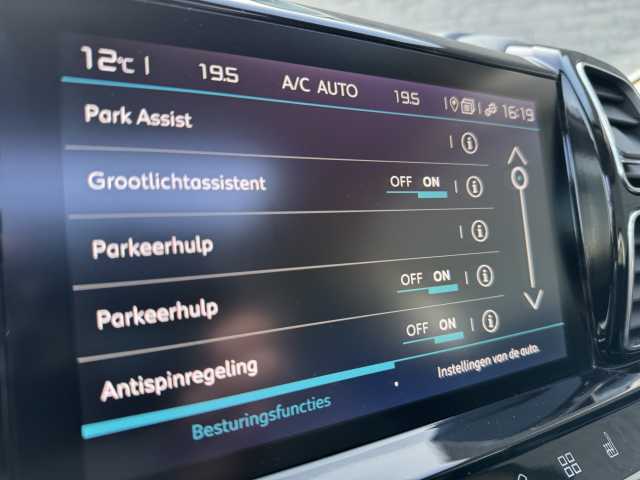 12°C 19.5 A/C AUTO 19.5 16:19
Park Assist
Grootlichtassistent OFF ON
Parkeerhulp
Parkeerhulp OFF ON
Antispinregeling OFF ON
Besturingsfuncties Instellingen van de auto.